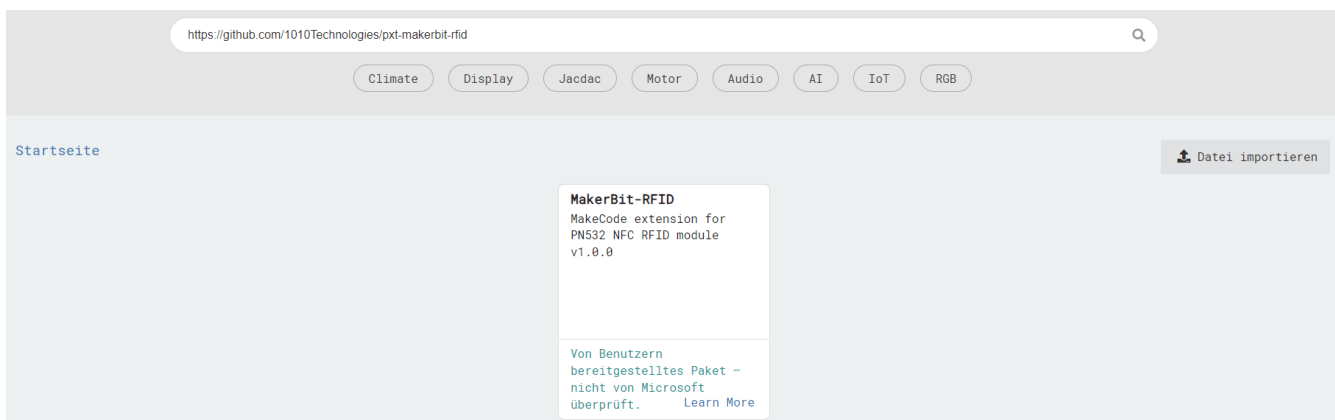 https://github.com/1010Technologies/pxt-makerbit-rfid
Climate Display Jacdac Motor Audio AI IoT RGB
Startseite
Datei importieren
MakerBit-RFID
MakeCode extension for
PN532 NFC RFID module
v1.0.0
Von Benutzern
bereitgestelltes Paket –
nicht von Microsoft
überprüft. Learn More